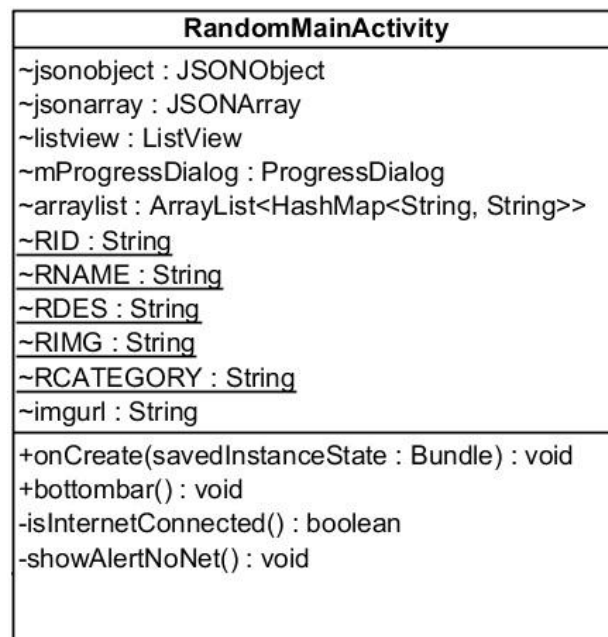 RandomMainActivity
~jsonobject : JSONObject
~jsonarray : JSONArray
~listview : ListView
~mProgressDialog : ProgressDialog
~arraylist : ArrayList<HashMap<String, String>>
~RID : String
~RNAME : String
~RDES : String
~RIMG : String
~RCATEGORY : String
~imgurl : String
+onCreate(savedInstanceState : Bundle) : void
+bottombar() : void
-isInternetConnected() : boolean
-showAlertNoNet() : void